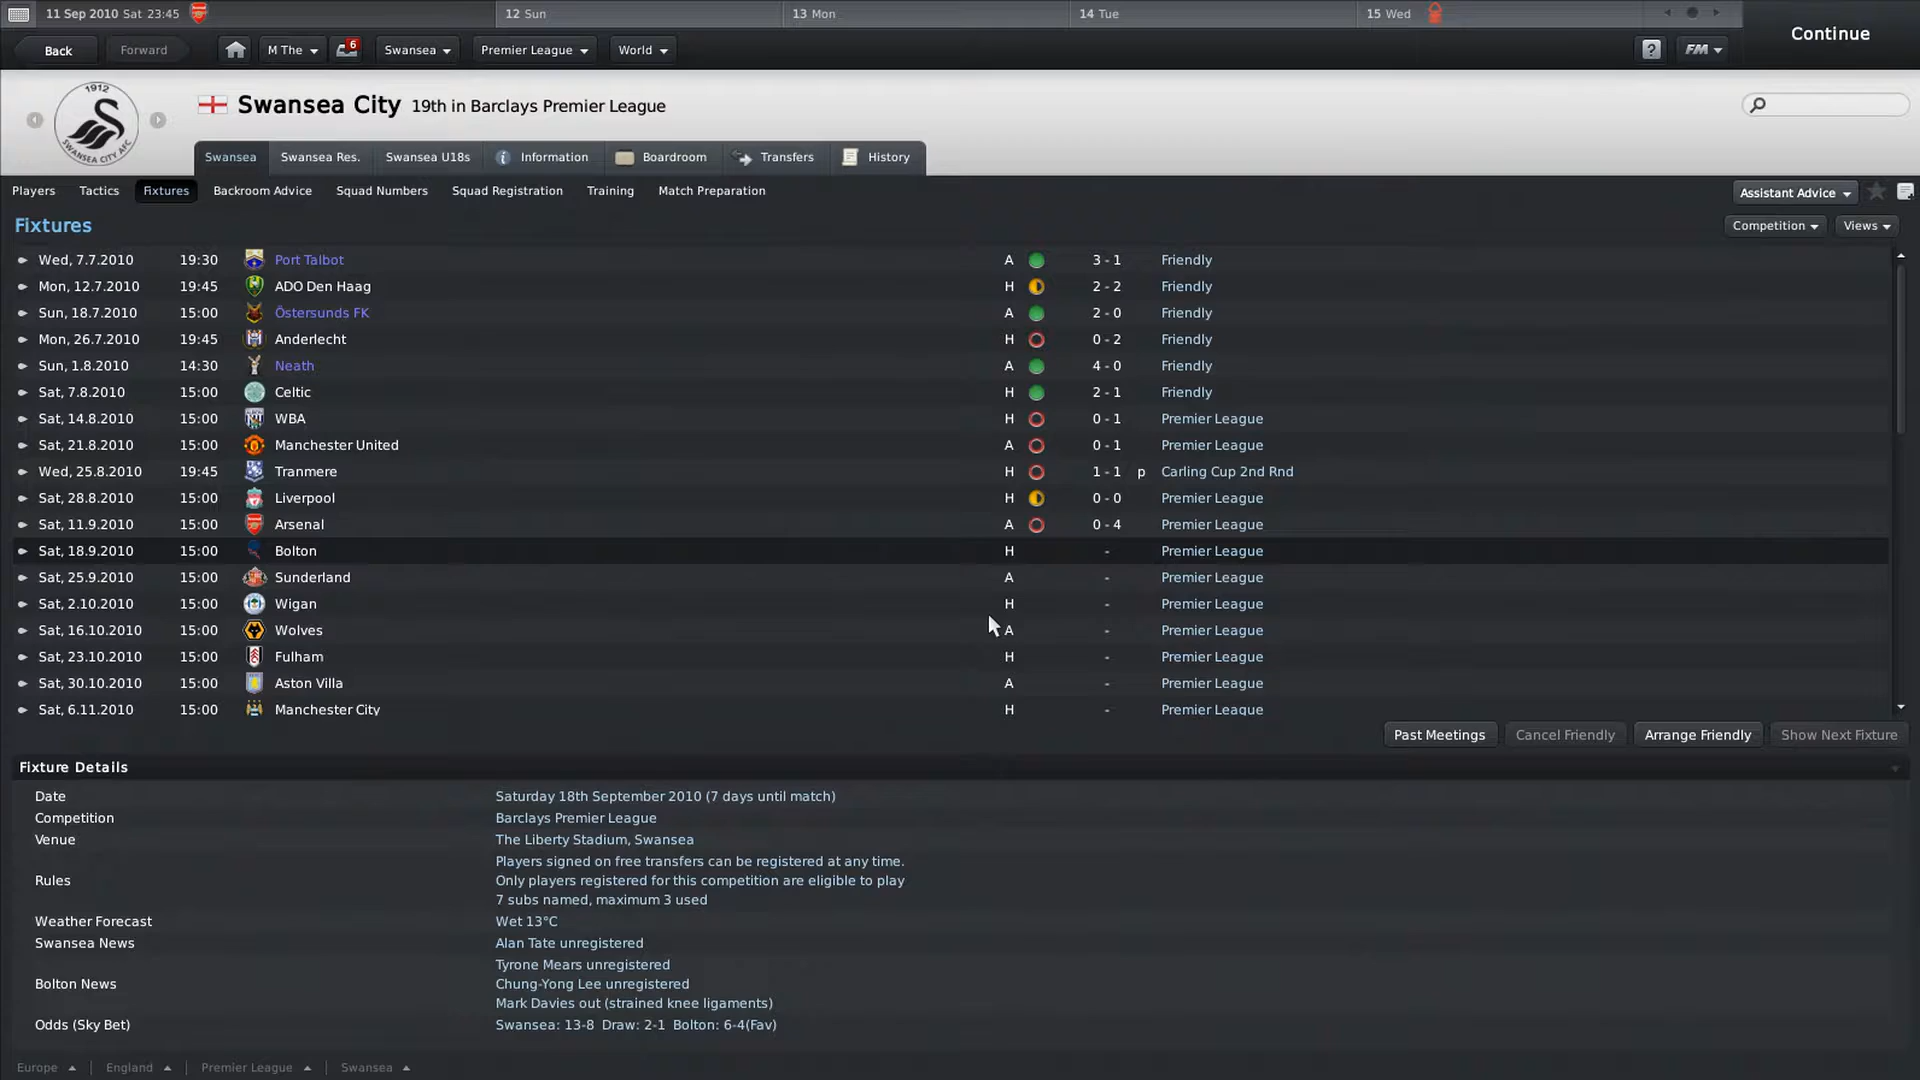 11 Sep 2010 Sat 23:45 12 Sun 13 Mon 14 Tue 15 Wed
Back Forward M The 6 Swansea Premier League World ? FM Continue
1912
SWANSEA CITY AFC
Swansea City 19th in Barclays Premier League
Swansea Swansea Res. Swansea U18s Information Boardroom Transfers History
Players Tactics Fixtures Backroom Advice Squad Numbers Squad Registration Training Match Preparation Assistant Advice
Fixtures Competition Views
Wed, 7.7.2010 19:30 Port Talbot A 3 - 1 Friendly
Mon, 12.7.2010 19:45 ADO Den Haag H 2 - 2 Friendly
Sun, 18.7.2010 15:00 Östersunds FK A 2 - 0 Friendly
Mon, 26.7.2010 19:45 Anderlecht H 0 - 2 Friendly
Sun, 1.8.2010 14:30 Neath A 4 - 0 Friendly
Sat, 7.8.2010 15:00 Celtic H 2 - 1 Friendly
Sat, 14.8.2010 15:00 WBA H 0 - 1 Premier League
Sat, 21.8.2010 15:00 Manchester United A 0 - 1 Premier League
Wed, 25.8.2010 19:45 Tranmere H 1 - 1 p Carling Cup 2nd Rnd
Sat, 28.8.2010 15:00 Liverpool H 0 - 0 Premier League
Sat, 11.9.2010 15:00 Arsenal A 0 - 4 Premier League
Sat, 18.9.2010 15:00 Bolton H - Premier League
Sat, 25.9.2010 15:00 Sunderland A - Premier League
Sat, 2.10.2010 15:00 Wigan H - Premier League
Sat, 16.10.2010 15:00 Wolves A - Premier League
Sat, 23.10.2010 15:00 Fulham H - Premier League
Sat, 30.10.2010 15:00 Aston Villa A - Premier League
Sat, 6.11.2010 15:00 Manchester City H - Premier League
Past Meetings Cancel Friendly Arrange Friendly Show Next Fixture
Fixture Details
Date Saturday 18th September 2010 (7 days until match)
Competition Barclays Premier League
Venue The Liberty Stadium, Swansea
Players signed on free transfers can be registered at any time.
Rules Only players registered for this competition are eligible to play
7 subs named, maximum 3 used
Weather Forecast Wet 13°C
Swansea News Alan Tate unregistered
Tyrone Mears unregistered
Bolton News Chung-Yong Lee unregistered
Mark Davies out (strained knee ligaments)
Odds (Sky Bet) Swansea: 13-8 Draw: 2-1 Bolton: 6-4(Fav)
Europe England Premier League Swansea